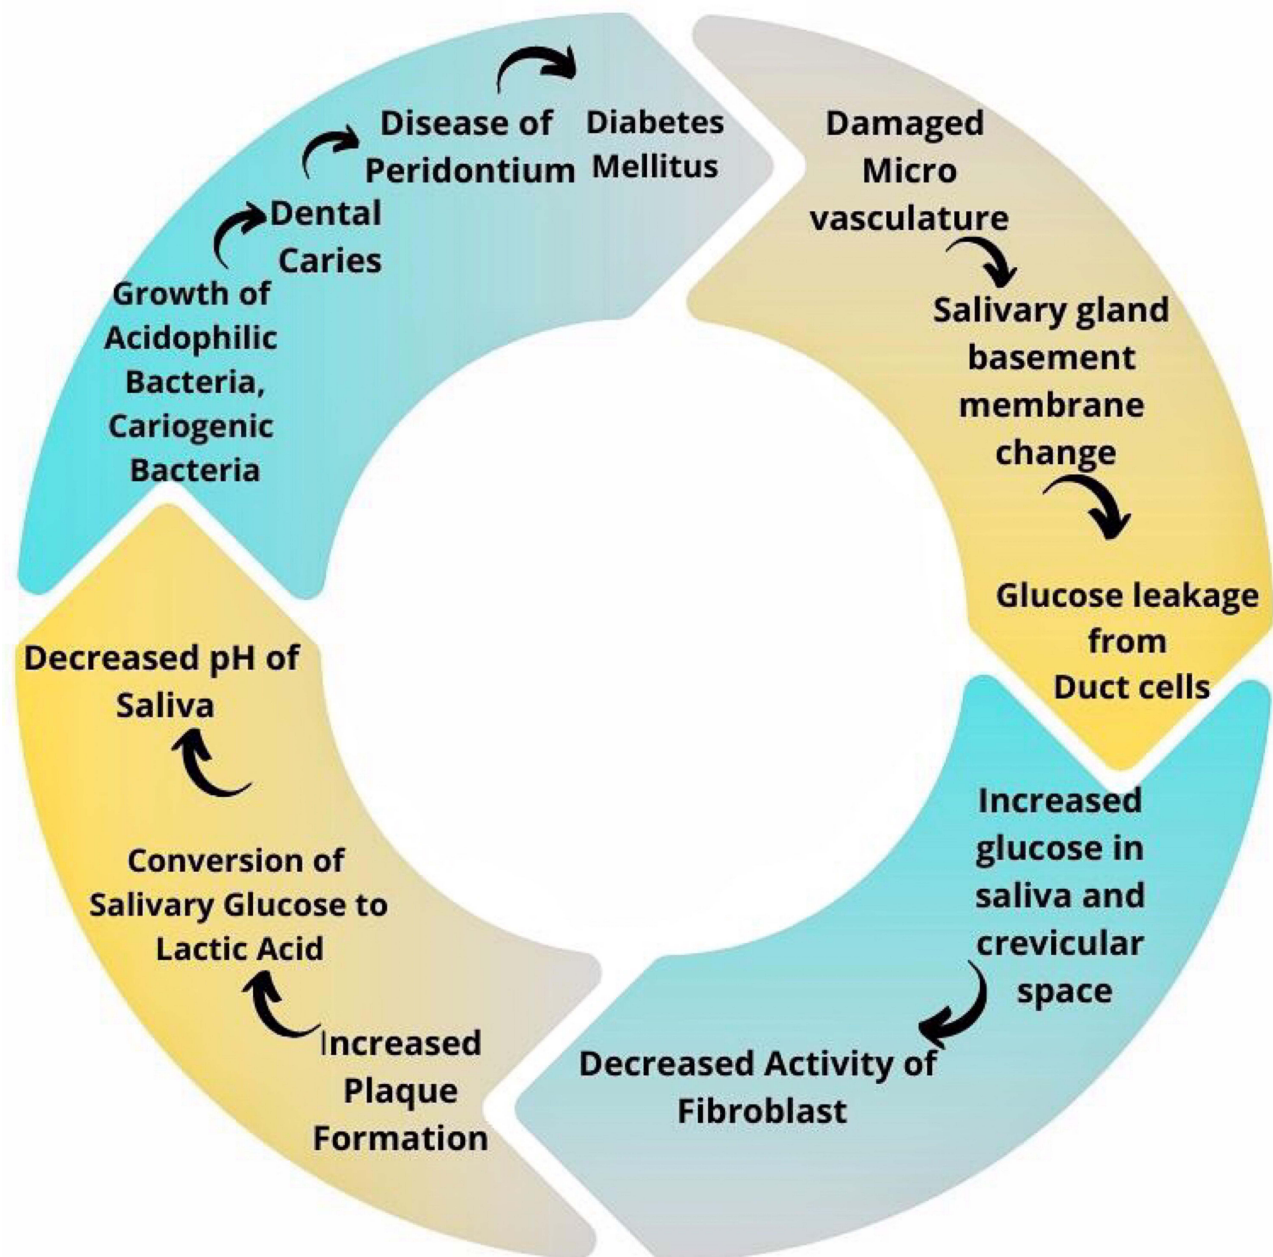 Disease of
Peridontium
Diabetes
Mellitus
Damaged
Micro
vasculature
Salivary gland
basement
membrane
change
Glucose leakage
from
Duct cells
Increased
glucose in
saliva and
crevicular
space
Decreased Activity of
Fibroblast
Increased
Plaque
Formation
Conversion of
Salivary Glucose to
Lactic Acid
Decreased pH of
Saliva
Growth of
Acidophilic
Bacteria,
Cariogenic
Bacteria
Dental
Caries